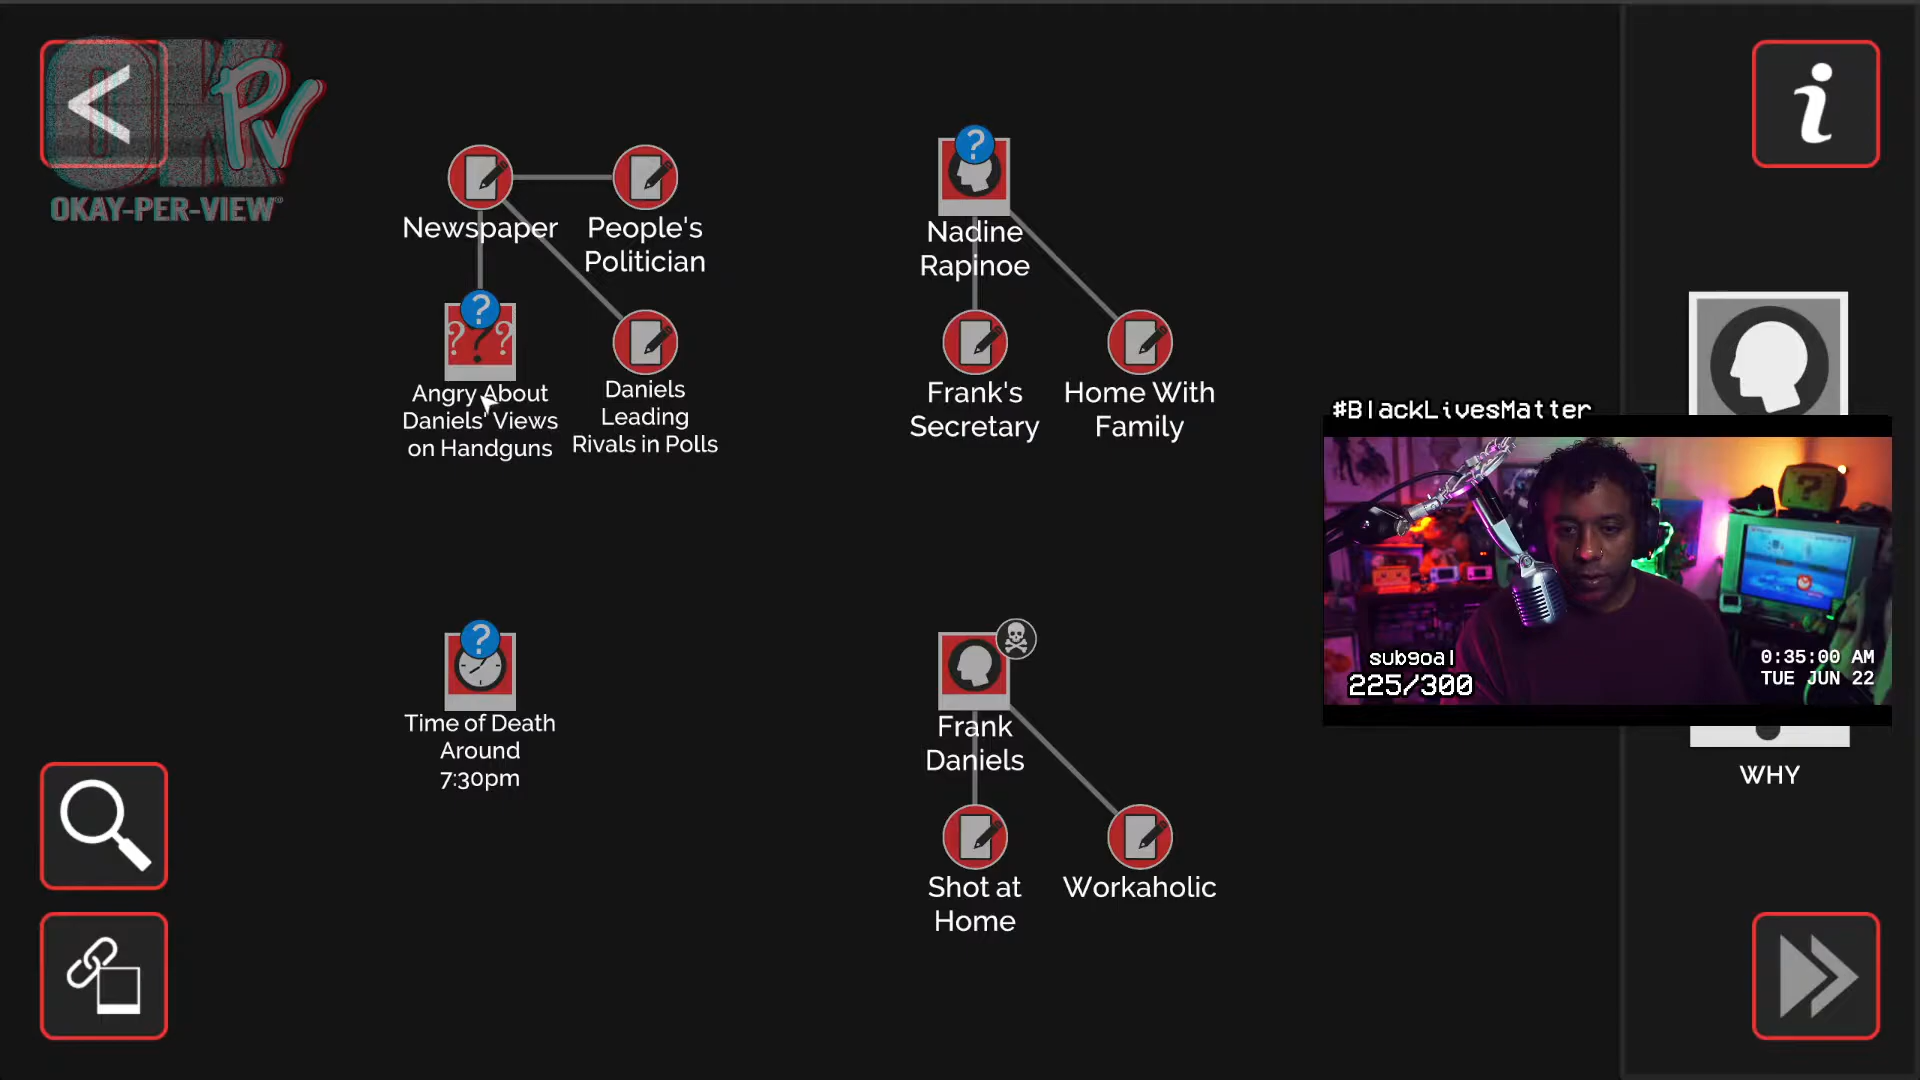 OK PV
OKAY-PER-VIEW
Newspaper
People's
Politician
Nadine
Rapinoe
Angry About
Daniels' Views
on Handguns
Daniels
Leading
Rivals in Polls
Frank's
Secretary
Home With
Family
#BlackLivesMatter
subgoal
225/300
0:35:00 AM
TUE JUN 22
WHY
Time of Death
Around
7:30pm
Frank
Daniels
Shot at
Home
Workaholic